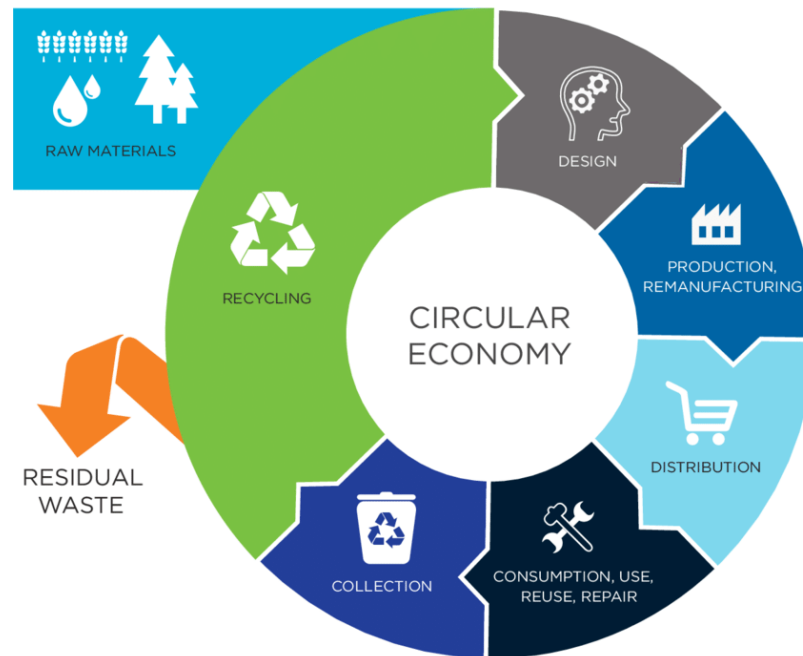 RAW MATERIALS
DESIGN
PRODUCTION,
REMANUFACTURING
RECYCLING
CIRCULAR
ECONOMY
DISTRIBUTION
RESIDUAL
WASTE
COLLECTION
CONSUMPTION, USE,
REUSE, REPAIR